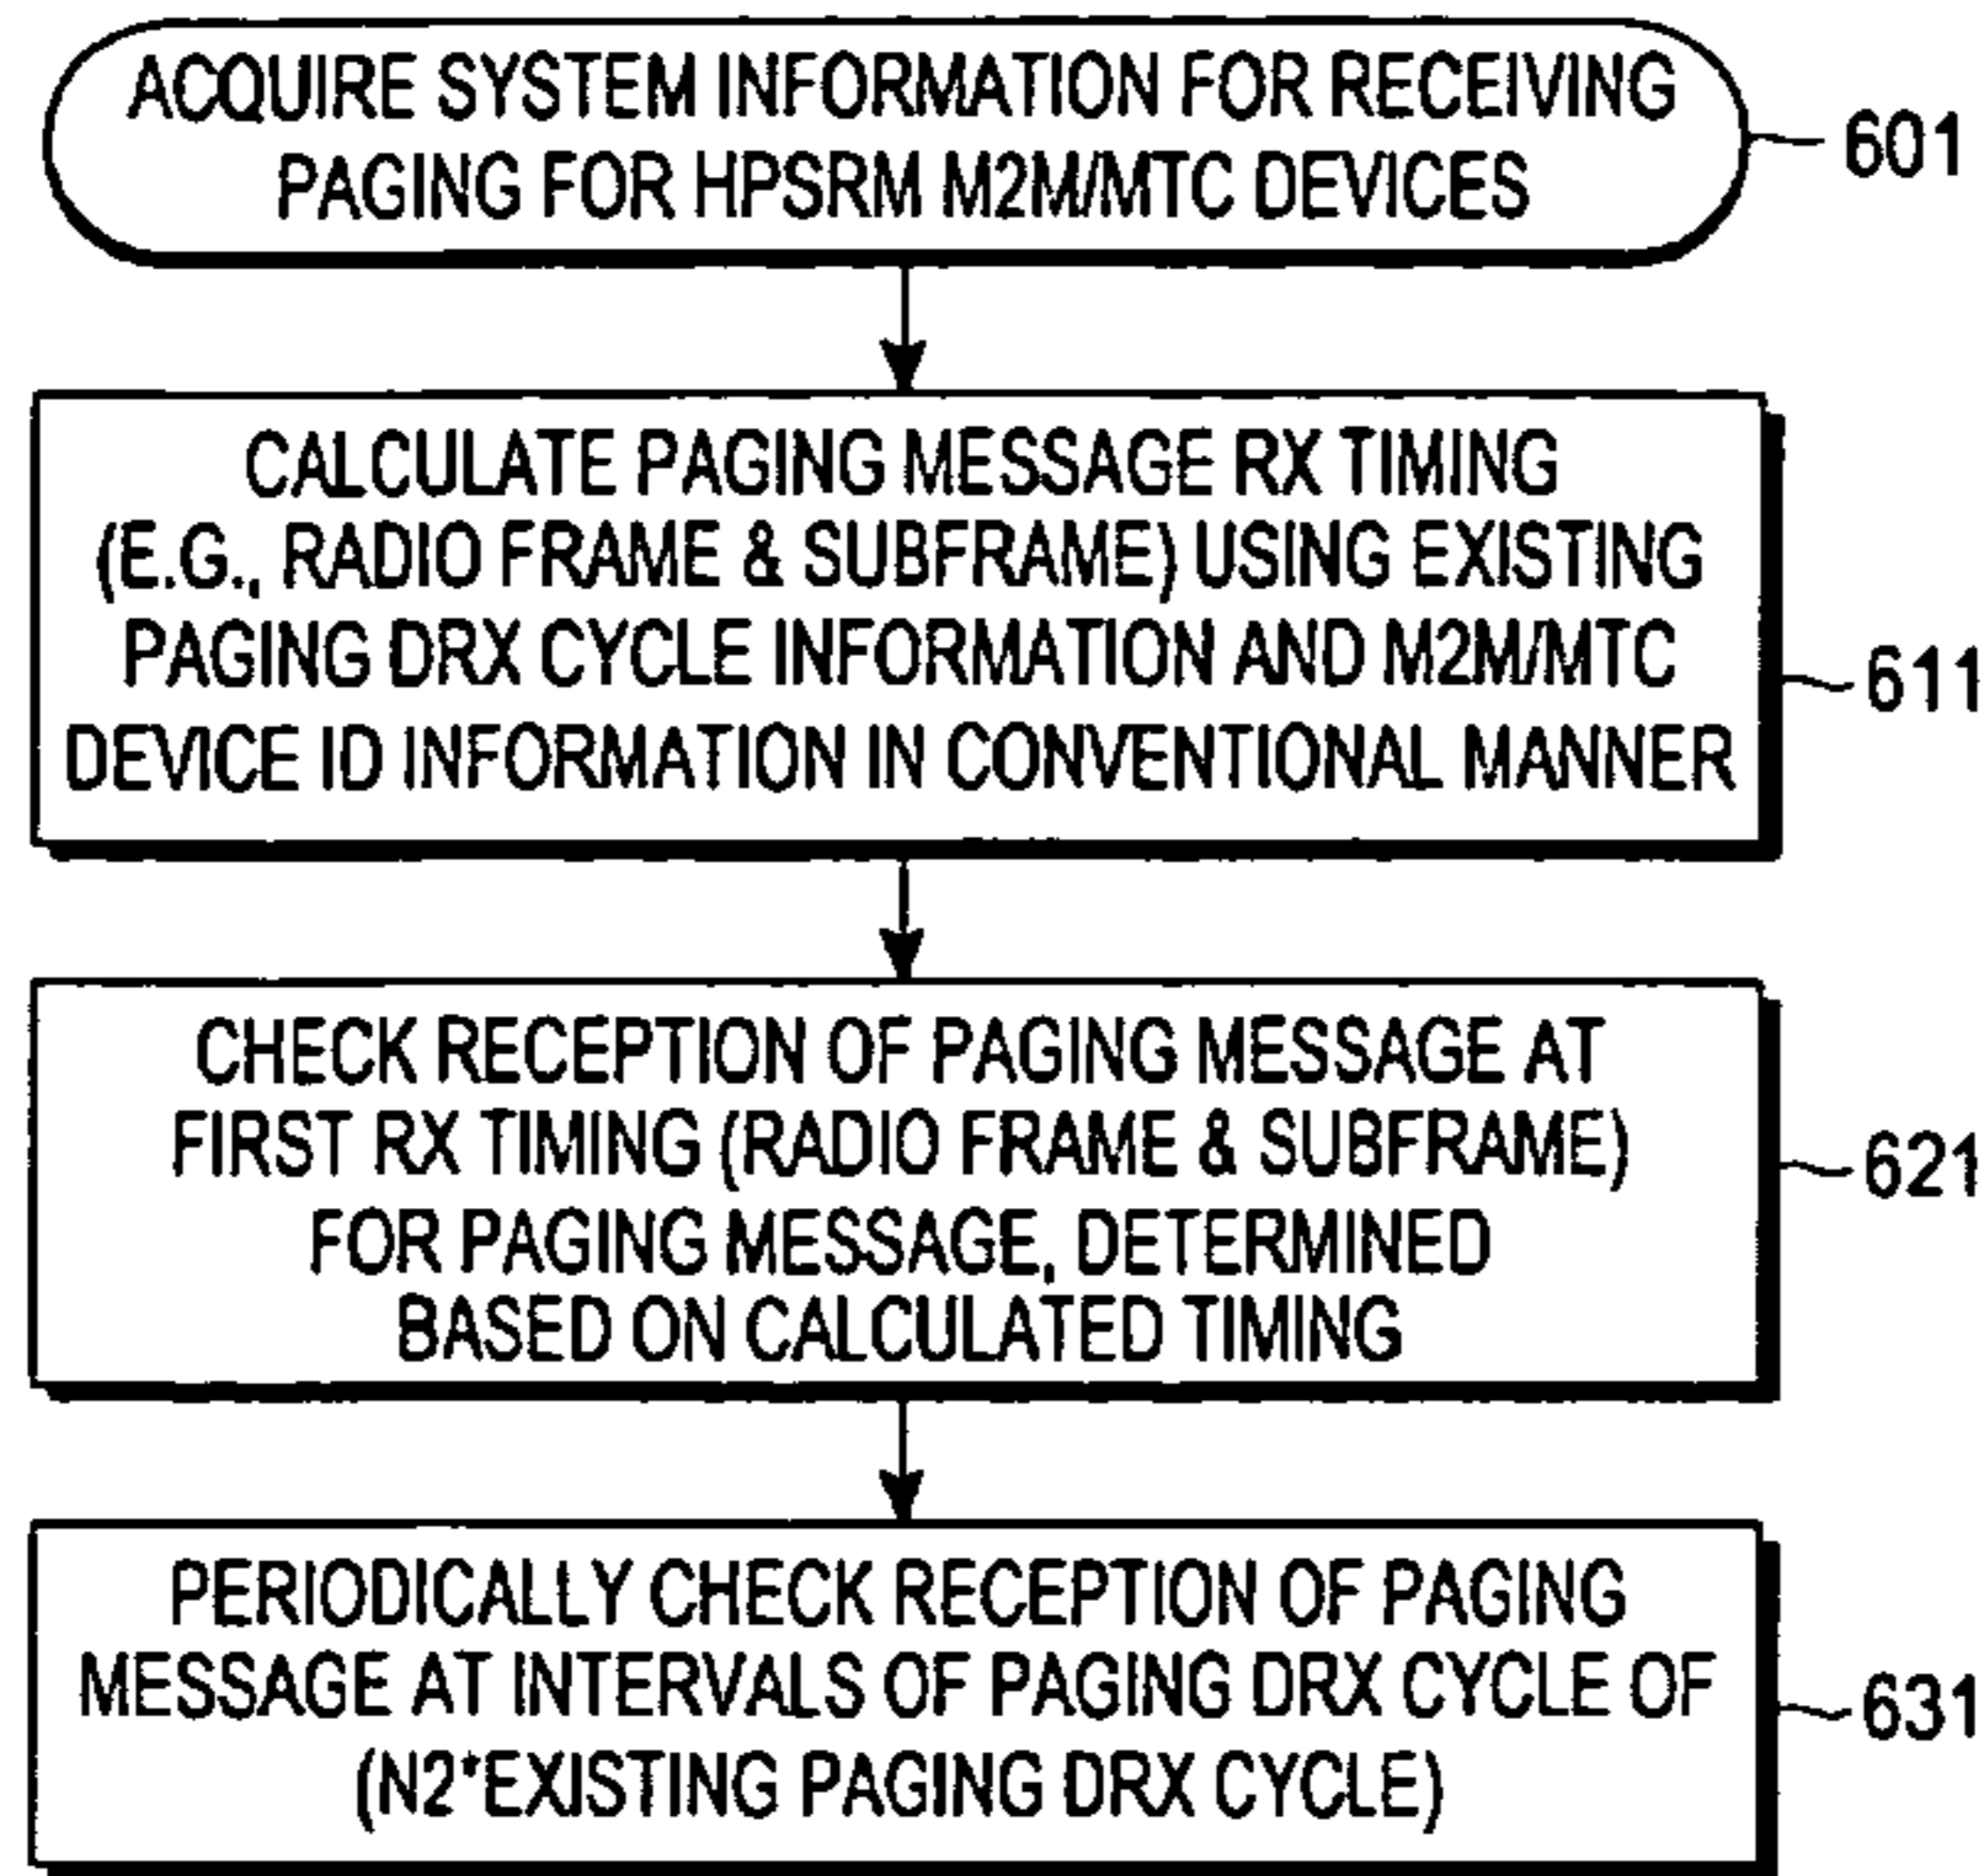 ACQUIRE SYSTEM INFORMATION FOR RECEIVING
PAGING FOR HPSRM M2M/MTC DEVICES
601
CALCULATE PAGING MESSAGE RX TIMING
(E.G., RADIO FRAME & SUBFRAME) USING EXISTING
PAGING DRX CYCLE INFORMATION AND M2M/MTC
DEVICE ID INFORMATION IN CONVENTIONAL MANNER
611
CHECK RECEPTION OF PAGING MESSAGE AT
FIRST RX TIMING (RADIO FRAME & SUBFRAME)
FOR PAGING MESSAGE, DETERMINED
BASED ON CALCULATED TIMING
621
PERIODICALLY CHECK RECEPTION OF PAGING
MESSAGE AT INTERVALS OF PAGING DRX CYCLE OF
(N2*EXISTING PAGING DRX CYCLE)
631